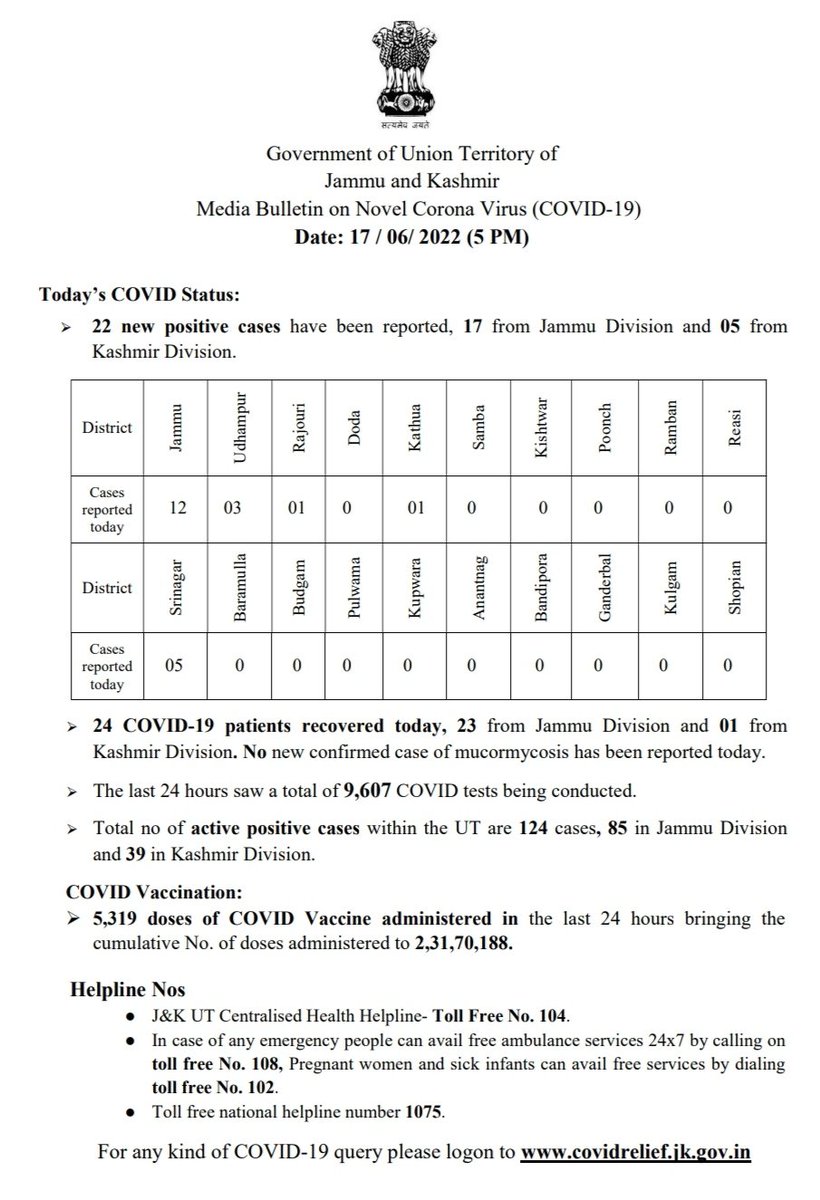 सत्यमेव जयते
Government of Union Territory of
Jammu and Kashmir
Media Bulletin on Novel Corona Virus (COVID-19)
Date: 17 / 06/ 2022 (5 PM)
Today’s COVID Status:
➢ 22 new positive cases have been reported, 17 from Jammu Division and 05 from
Kashmir Division.
District Jammu Udhampur Rajouri Doda Kathua Samba Kishtwar Poonch Ramban Reasi
Cases
reported
today
12 03 01 0 01 0 0 0 0 0
District Srinagar Baramulla Budgam Pulwama Kupwara Anantnag Bandipora Ganderbal Kulgam Shopian
Cases
reported
today
05 0 0 0 0 0 0 0 0 0
➢ 24 COVID-19 patients recovered today, 23 from Jammu Division and 01 from
Kashmir Division. No new confirmed case of mucormycosis has been reported today.
➢ The last 24 hours saw a total of 9,607 COVID tests being conducted.
➢ Total no of active positive cases within the UT are 124 cases, 85 in Jammu Division
and 39 in Kashmir Division.
COVID Vaccination:
➢ 5,319 doses of COVID Vaccine administered in the last 24 hours bringing the
cumulative No. of doses administered to 2,31,70,188.
Helpline Nos
● J&K UT Centralised Health Helpline- Toll Free No. 104.
● In case of any emergency people can avail free ambulance services 24x7 by calling on
toll free No. 108, Pregnant women and sick infants can avail free services by dialing
toll free No. 102.
● Toll free national helpline number 1075.
For any kind of COVID-19 query please logon to www.covidrelief.jk.gov.in